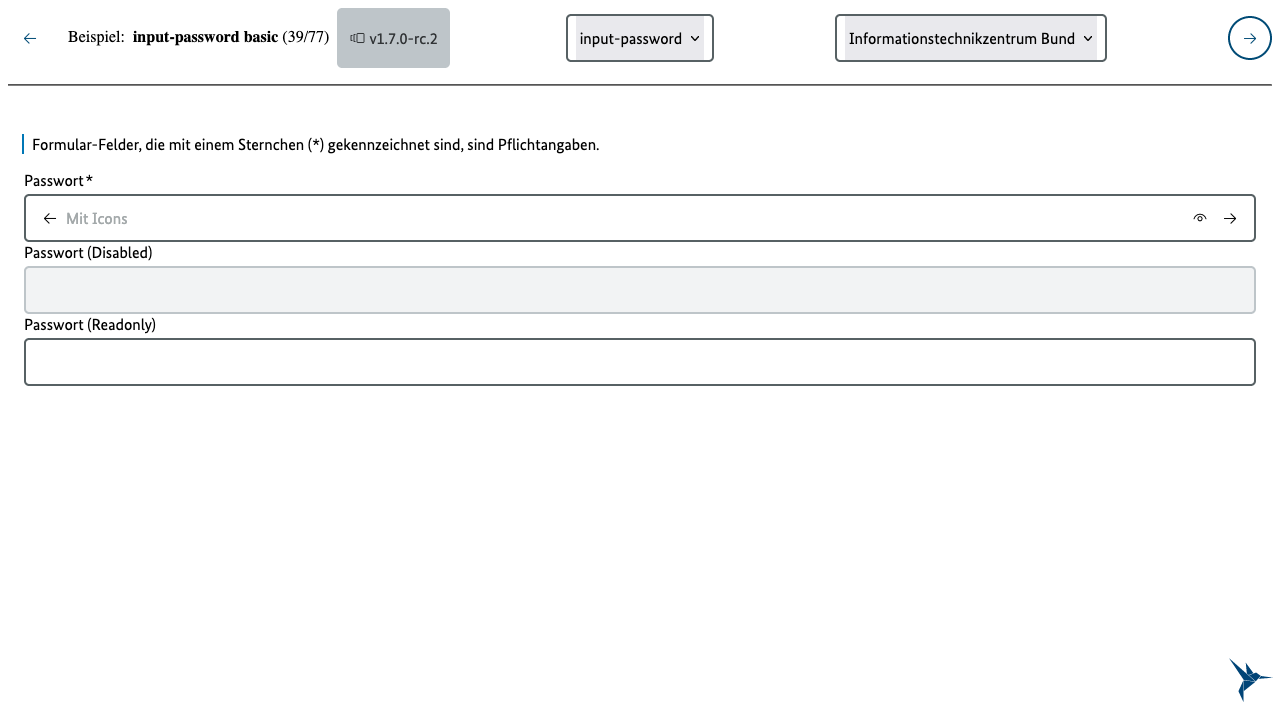 Beispiel: input-password basic (39/77) v1.7.0-rc.2 input-password Informationstechnikzentrum Bund
Formular-Felder, die mit einem Sternchen (*) gekennzeichnet sind, sind Pflichtangaben.
Passwort*
Mit Icons
Passwort (Disabled)
Passwort (Readonly)